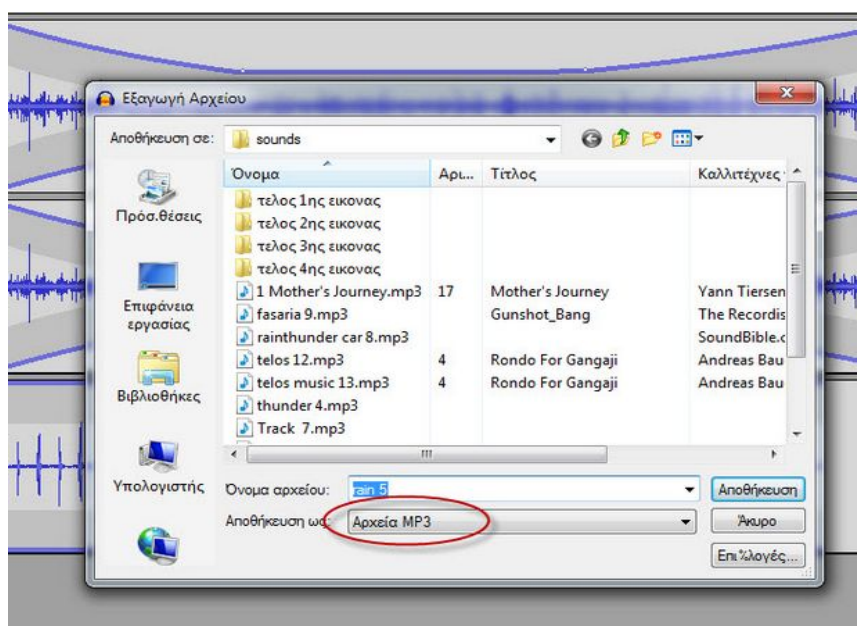 Εξαγωγή Αρχείου
Αποθήκευση σε: sounds
Όνομα Αρι... Τίτλος Καλλιτέχνες
τελος 1ης εικονας
τελος 2ης εικονας
τελος 3ης εικονας
τελος 4ης εικονας
1 Mother's Journey.mp3 17 Mother's Journey Yann Tiersen
fasaria 9.mp3 Gunshot_Bang The Recordis
rainthunder car 8.mp3 SoundBible.c
telos 12.mp3 4 Rondo For Gangaji Andreas Bau
telos music 13.mp3 4 Rondo For Gangaji Andreas Bau
thunder 4.mp3
Track 7.mp3
Πρόσ.θέσεις
Επιφάνεια
εργασίας
Βιβλιοθήκες
Υπολογιστής
Όνομα αρχείου: rain 5 Αποθήκευση
Αποθήκευση ως: Αρχεία MP3 Άκυρο
Επι%λογές...